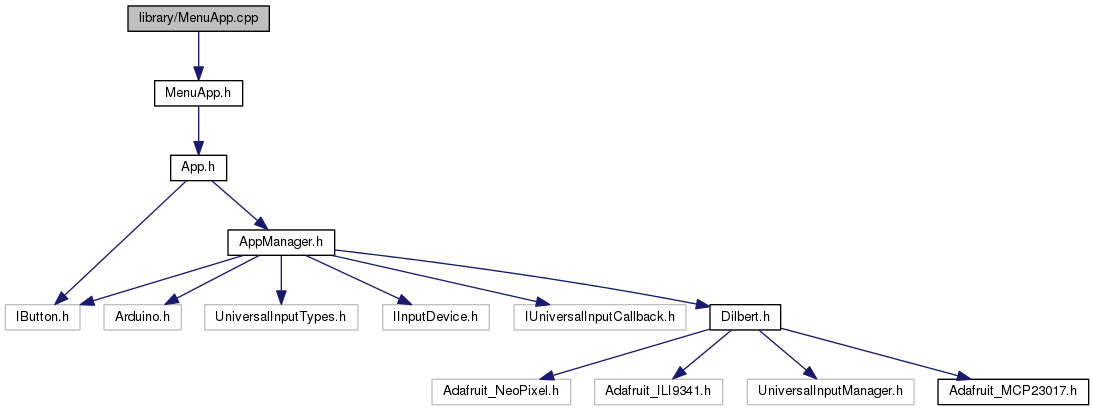 library/MenuApp.cpp
MenuApp.h
App.h
AppManager.h
IButton.h
Arduino.h
UniversalInputTypes.h
IInputDevice.h
IUniversalInputCallback.h
Dilbert.h
Adafruit_NeoPixel.h
Adafruit_ILI9341.h
UniversalInputManager.h
Adafruit_MCP23017.h